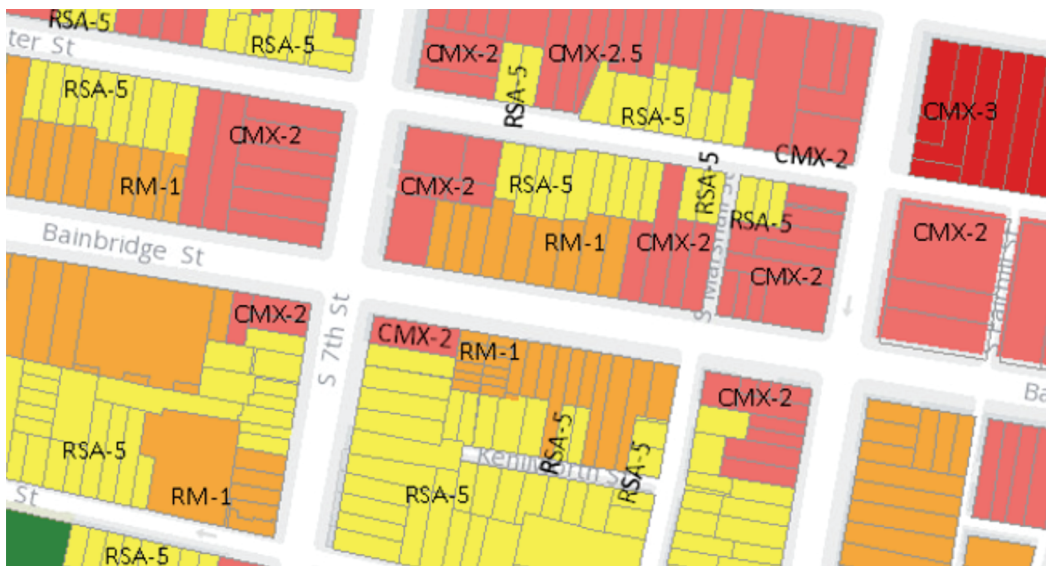 RSA-5
ter St
RSA-5
CMX-2
RSA-5
CMX-2.5
RSA-5
CMX-3
RSA-5
CMX-2
CMX-2
RM-1
CMX-2
RSA-5
RSA-5
RSA-5
RM-1
CMX-2
S Marshall St
CMX-2
CMX-2
Fairhill St
Bainbridge St
CMX-2
S 7th St
CMX-2
RM-1
CMX-2
Ba
RSA-5
RM-1
RSA-5
RSA-5
RSA-5
Kenilworth St
St
RSA-5